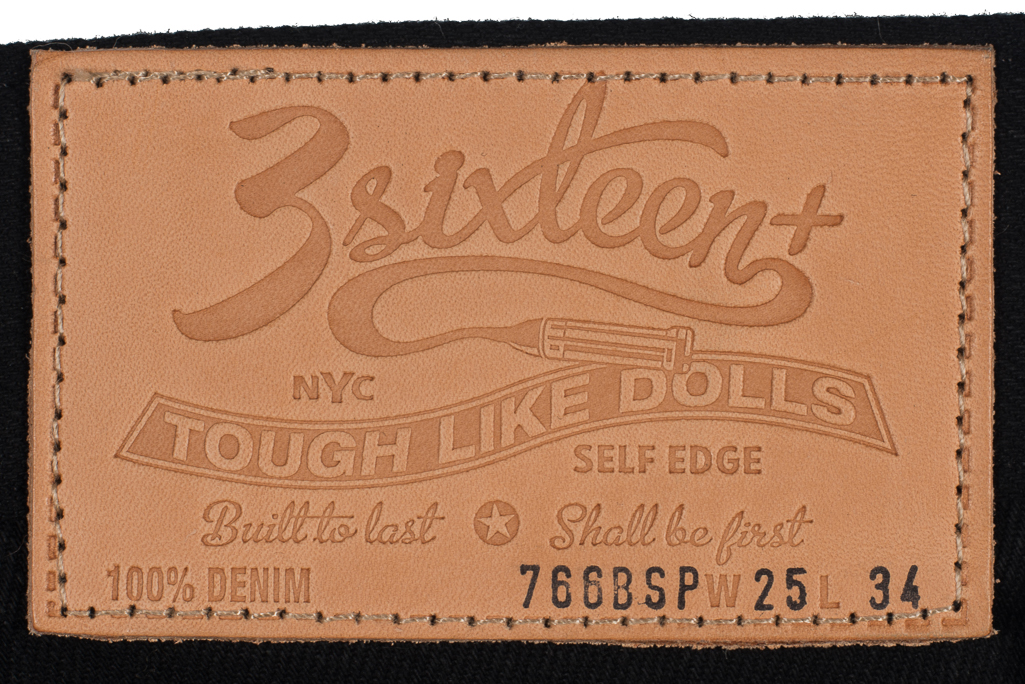 3sixteen+
NYC
TOUGH LIKE DOLLS
SELF EDGE
Built to last ★ Shall be first
100% DENIM 766BSP W 25 L 34